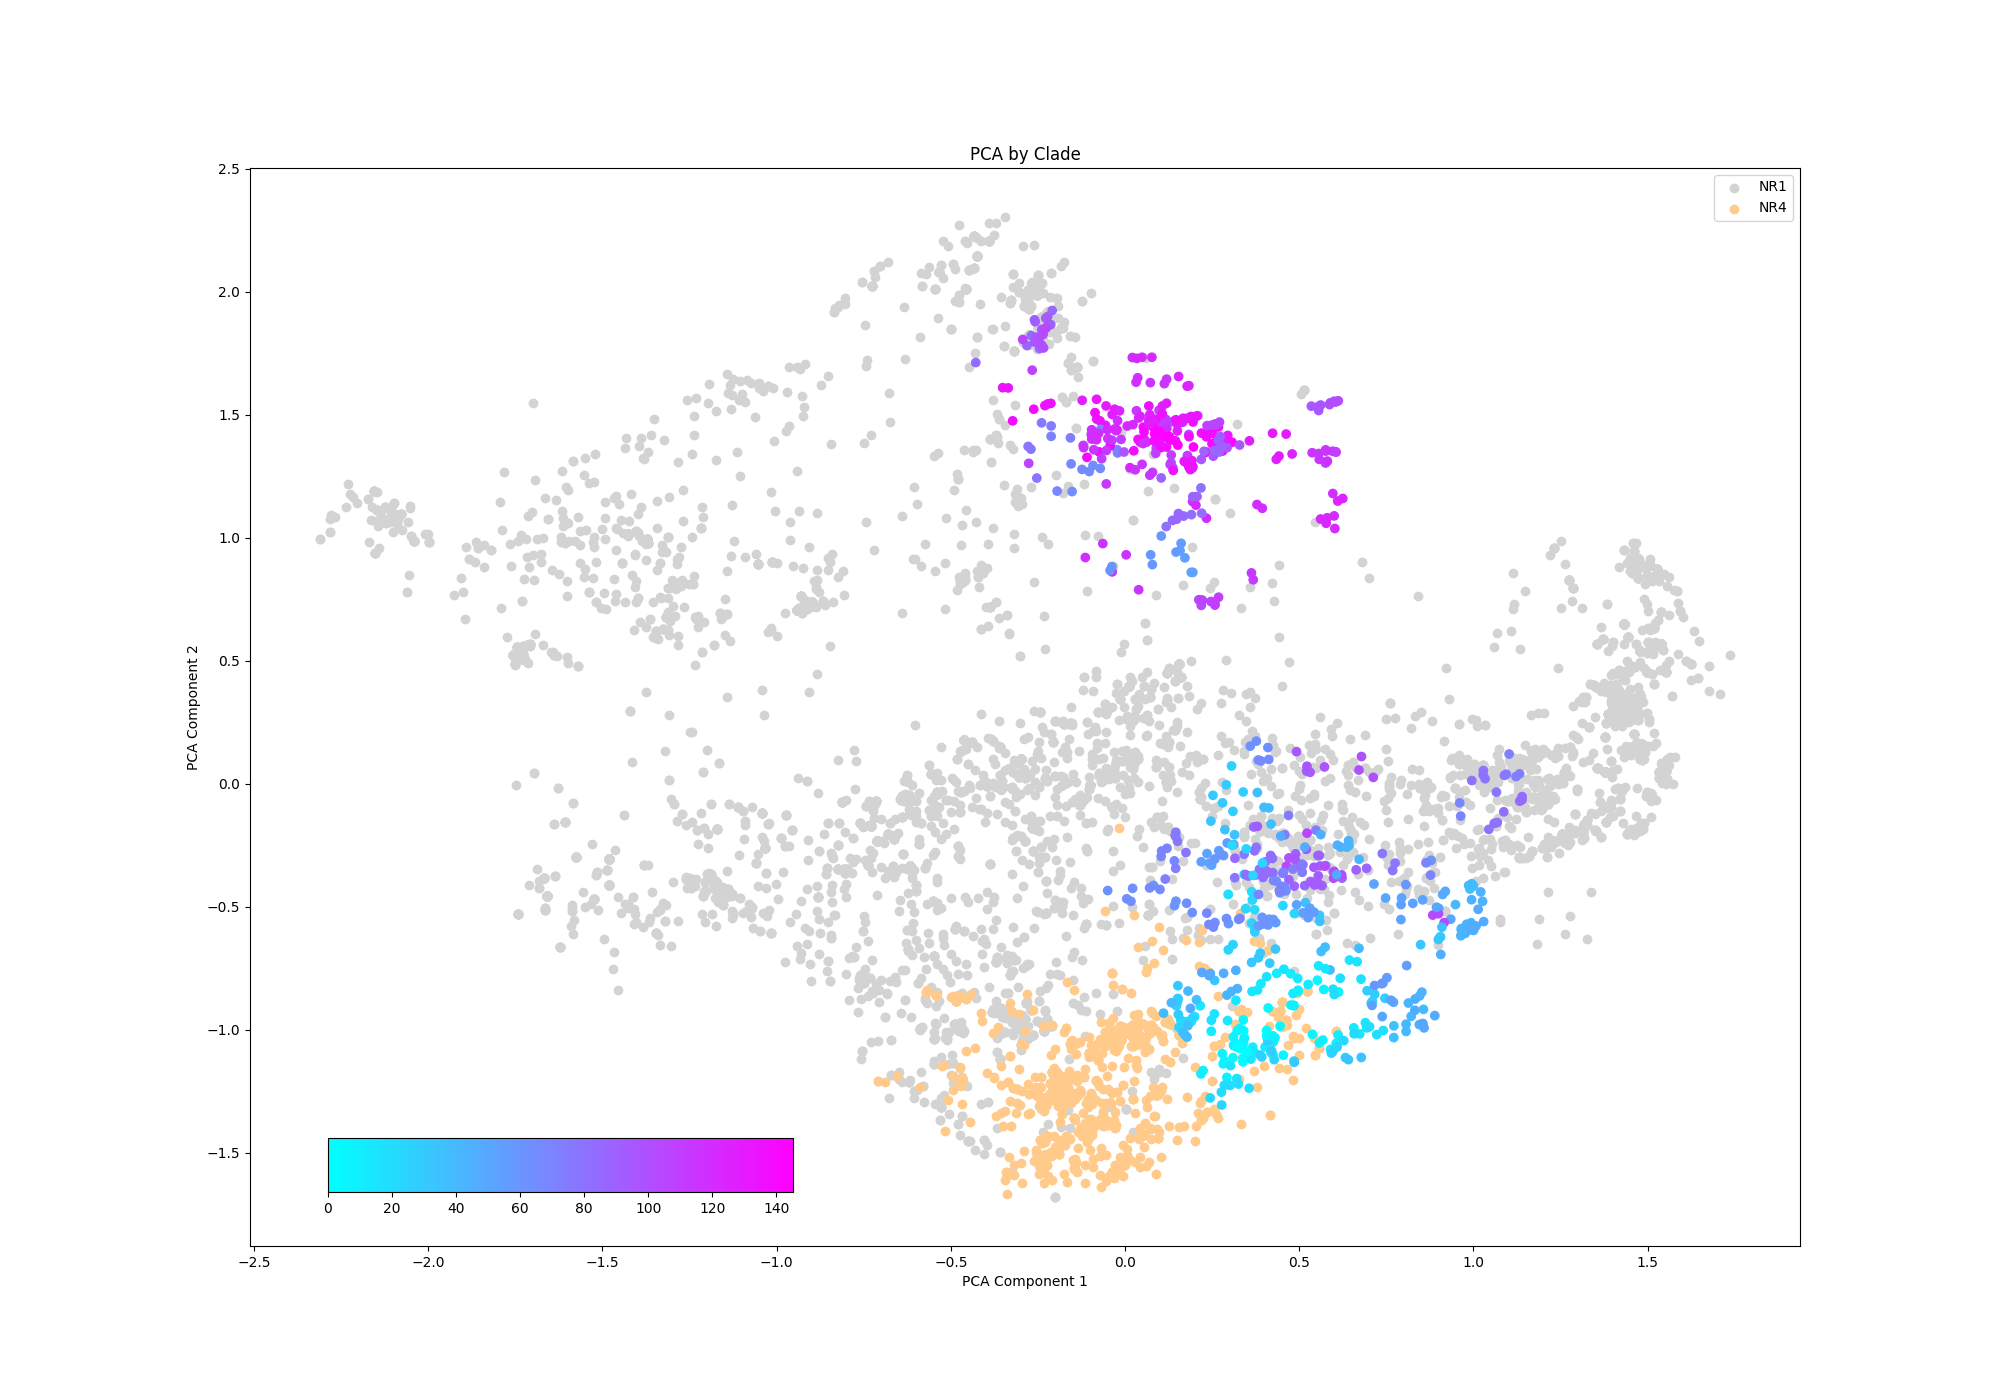 PCA by Clade
NR1
NR4
2.5
2.0
1.5
1.0
0.5
0.0
−0.5
−1.0
−1.5
PCA Component 2
0 20 40 60 80 100 120 140
−2.5 −2.0 −1.5 −1.0 −0.5 0.0 0.5 1.0 1.5
PCA Component 1